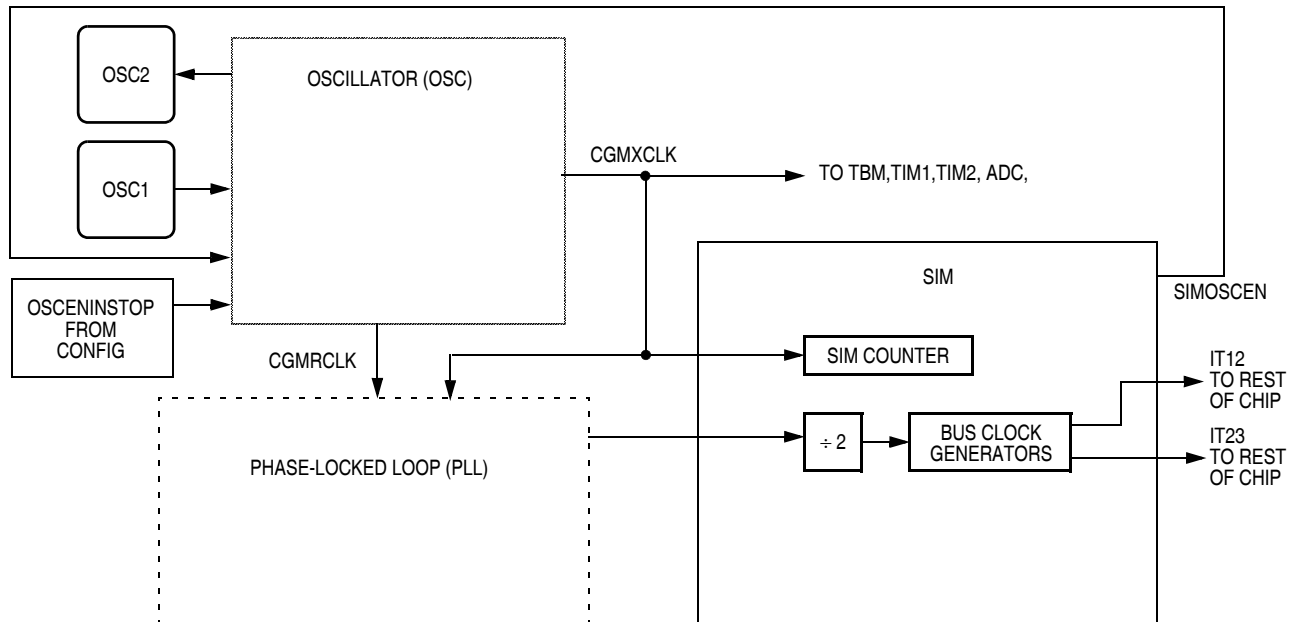 OSC2
OSCILLATOR (OSC)
OSC1
CGMXCLK
TO TBM,TIM1,TIM2, ADC,
OSCENINSTOP
FROM
CONFIG
SIM
SIMOSCEN
CGMRCLK
SIM COUNTER
IT12
TO REST
OF CHIP
÷ 2
BUS CLOCK
GENERATORS
IT23
TO REST
OF CHIP
PHASE-LOCKED LOOP (PLL)